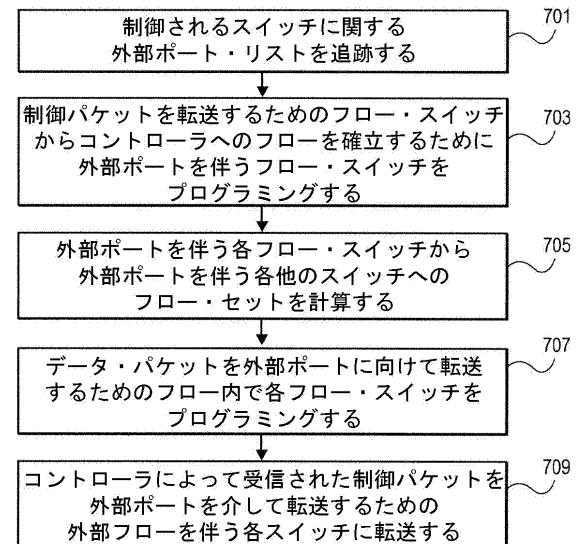 制御されるスイッチに関する
外部ポート・リストを追跡する
701
制御パケットを転送するためのフロー・スイッチ
からコントローラへのフローを確立するために
外部ポートを伴うフロー・スイッチを
プログラミングする
703
外部ポートを伴う各フロー・スイッチから
外部ポートを伴う各他のスイッチへの
フロー・セットを計算する
705
データ・パケットを外部ポートに向けて転送
するためのフロー内で各フロー・スイッチを
プログラミングする
707
コントローラによって受信された制御パケットを
外部ポートを介して転送するための
外部フローを伴う各スイッチに転送する
709